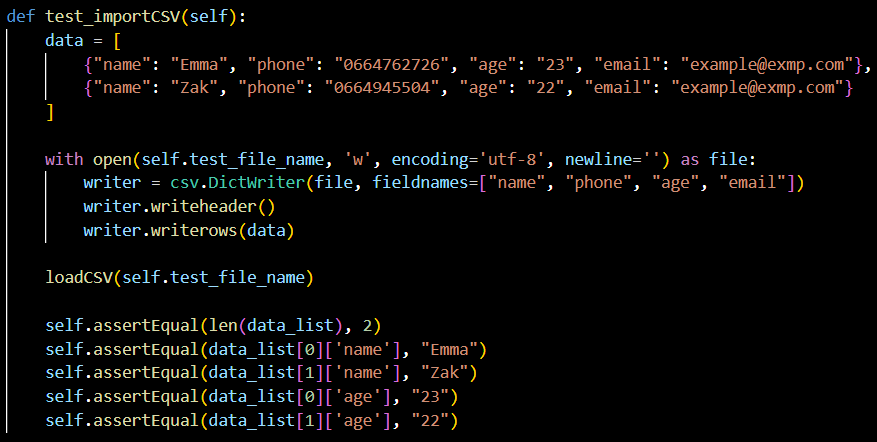 def test_importCSV(self):
    data = [
        {"name": "Emma", "phone": "0664762726", "age": "23", "email": "example@exmp.com"},
        {"name": "Zak", "phone": "0664945504", "age": "22", "email": "example@exmp.com"}
    ]

    with open(self.test_file_name, 'w', encoding='utf-8', newline='') as file:
        writer = csv.DictWriter(file, fieldnames=["name", "phone", "age", "email"])
        writer.writeheader()
        writer.writerows(data)

    loadCSV(self.test_file_name)

    self.assertEqual(len(data_list), 2)
    self.assertEqual(data_list[0]['name'], "Emma")
    self.assertEqual(data_list[1]['name'], "Zak")
    self.assertEqual(data_list[0]['age'], "23")
    self.assertEqual(data_list[1]['age'], "22")